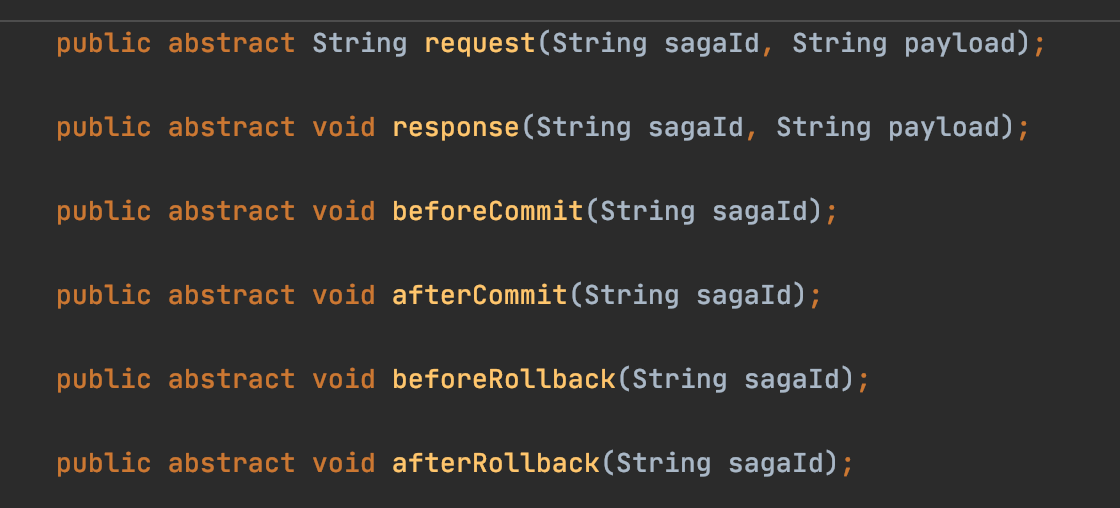 public abstract String request(String sagaId, String payload);
public abstract void response(String sagaId, String payload);
public abstract void beforeCommit(String sagaId);
public abstract void afterCommit(String sagaId);
public abstract void beforeRollback(String sagaId);
public abstract void afterRollback(String sagaId);